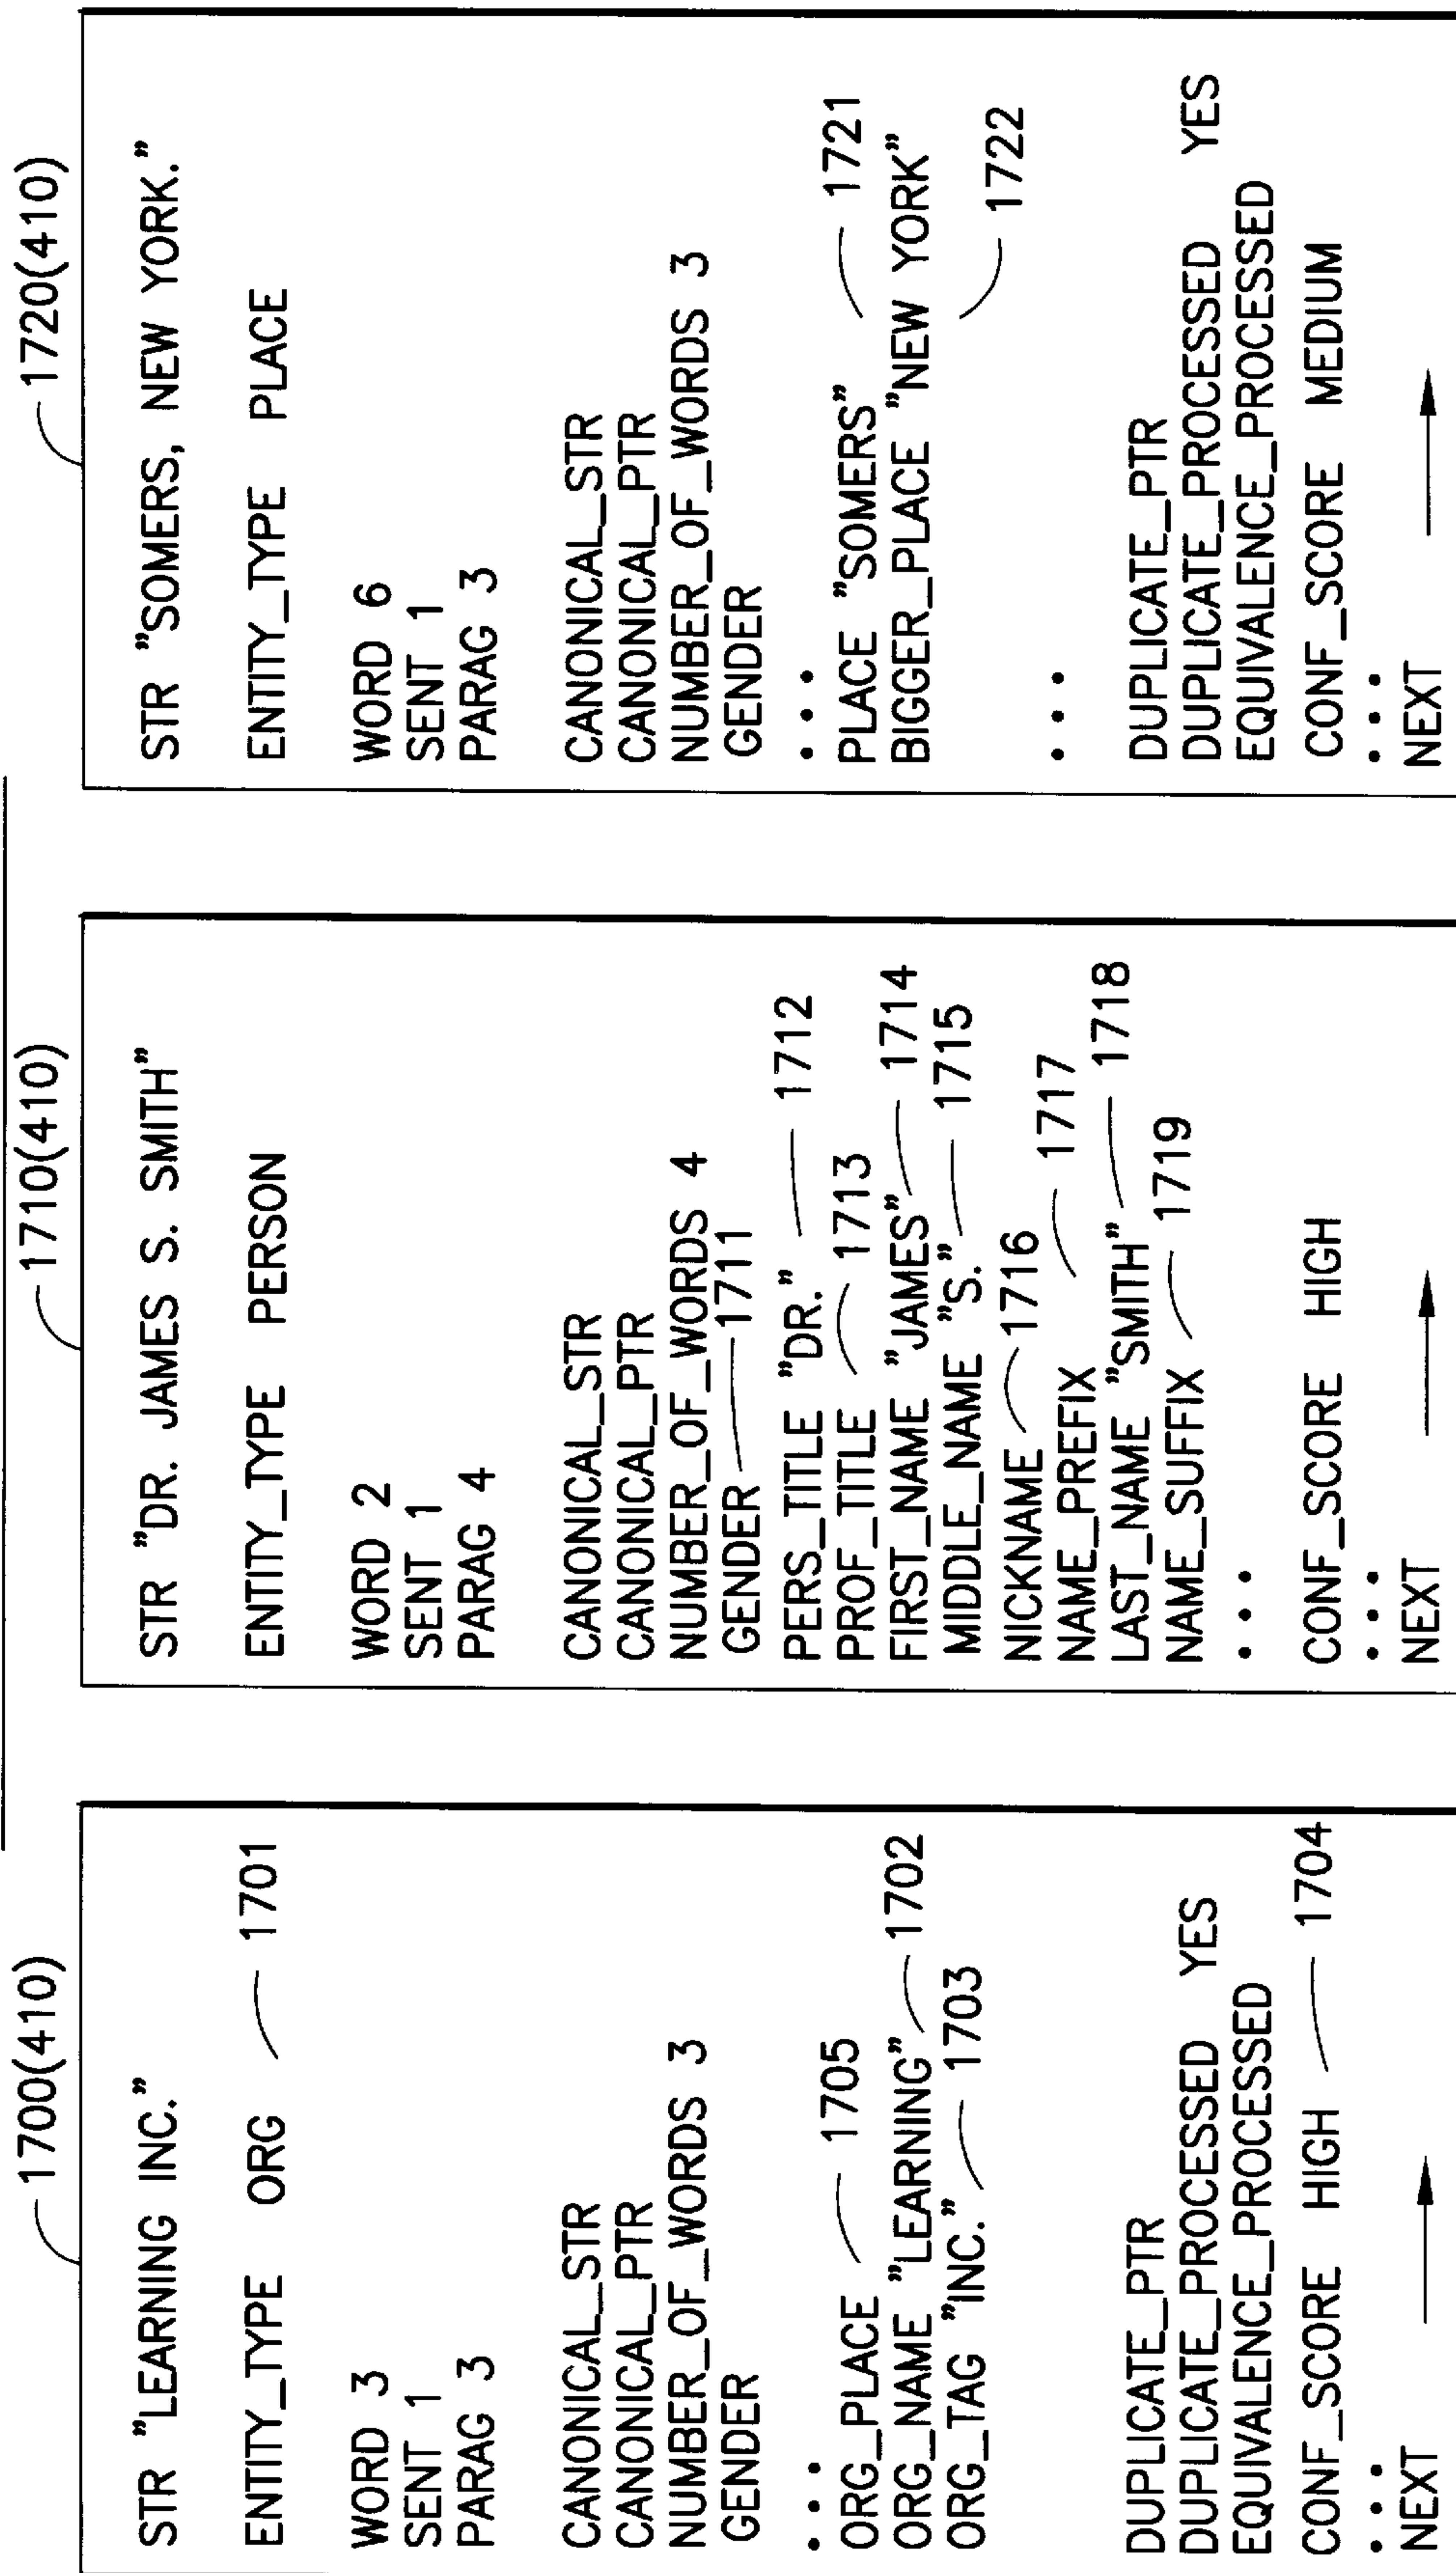 1700(410)
STR "LEARNING INC."
ENTITY_TYPE ORG 1701
WORD 3
SENT 1
PARAG 3
CANONICAL_STR
CANONICAL_PTR
NUMBER_OF_WORDS 3
GENDER
...
ORG_PLACE 1705
ORG_NAME "LEARNING" 1702
ORG_TAG "INC." 1703
DUPLICATE_PTR
DUPLICATE_PROCESSED YES
EQUIVALENCE_PROCESSED
CONF_SCORE HIGH 1704
...
NEXT
1710(410)
STR "DR. JAMES S. SMITH"
ENTITY_TYPE PERSON
WORD 2
SENT 1
PARAG 4
CANONICAL_STR
CANONICAL_PTR
NUMBER_OF_WORDS 4
GENDER 1711
PERS_TITLE "DR." 1712
PROF_TITLE 1713
FIRST_NAME "JAMES" 1714
MIDDLE_NAME "S." 1715
NICKNAME 1716
NAME_PREFIX 1717
LAST_NAME "SMITH" 1718
NAME_SUFFIX 1719
...
CONF_SCORE HIGH
...
NEXT
1720(410)
STR "SOMERS, NEW YORK."
ENTITY_TYPE PLACE
WORD 6
SENT 1
PARAG 3
CANONICAL_STR
CANONICAL_PTR
NUMBER_OF_WORDS 3
GENDER
...
PLACE "SOMERS" 1721
BIGGER_PLACE "NEW YORK"
1722
...
DUPLICATE_PTR
DUPLICATE_PROCESSED YES
EQUIVALENCE_PROCESSED
CONF_SCORE MEDIUM
...
NEXT